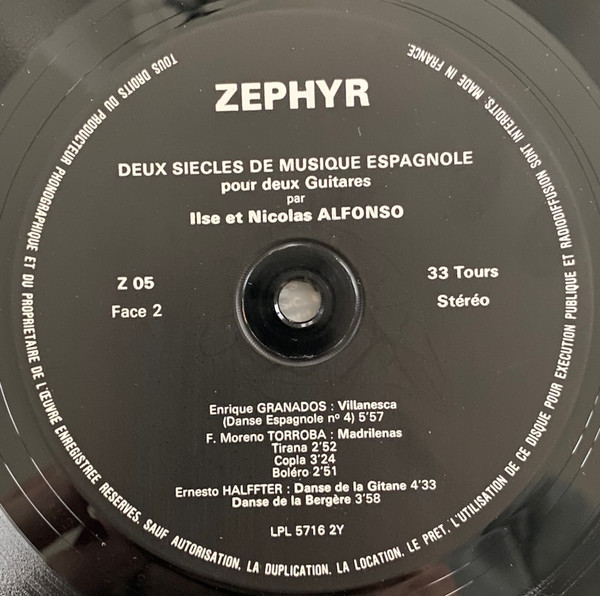 ZEPHYR
DEUX SIECLES DE MUSIQUE ESPAGNOLE
pour deux Guitares
par
Ilse et Nicolas ALFONSO
Z 05
Face 2
33 Tours
Stéréo
Enrique GRANADOS : Villanesca
(Danse Espagnole nº 4) 5'57
F. Moreno TORROBA : Madrilenas
Tirana 2'52
Copla 3'24
Boléro 2'51
Ernesto HALFFTER : Danse de la Gitane 4'33
Danse de la Bergère 3'58
LPL 5716 2Y
TOUS DROITS DU PRODUCTEUR PHONOGRAPHIQUE ET DU PROPRIETAIRE DE L'ŒUVRE ENREGISTREE RESERVES. SAUF AUTORISATION, LA DUPLICATION, LA LOCATION, LE PRET, L'UTILISATION DE CE DISQUE POUR EXECUTION PUBLIQUE ET RADIODIFFUSION SONT INTERDITS. MADE IN FRANCE.